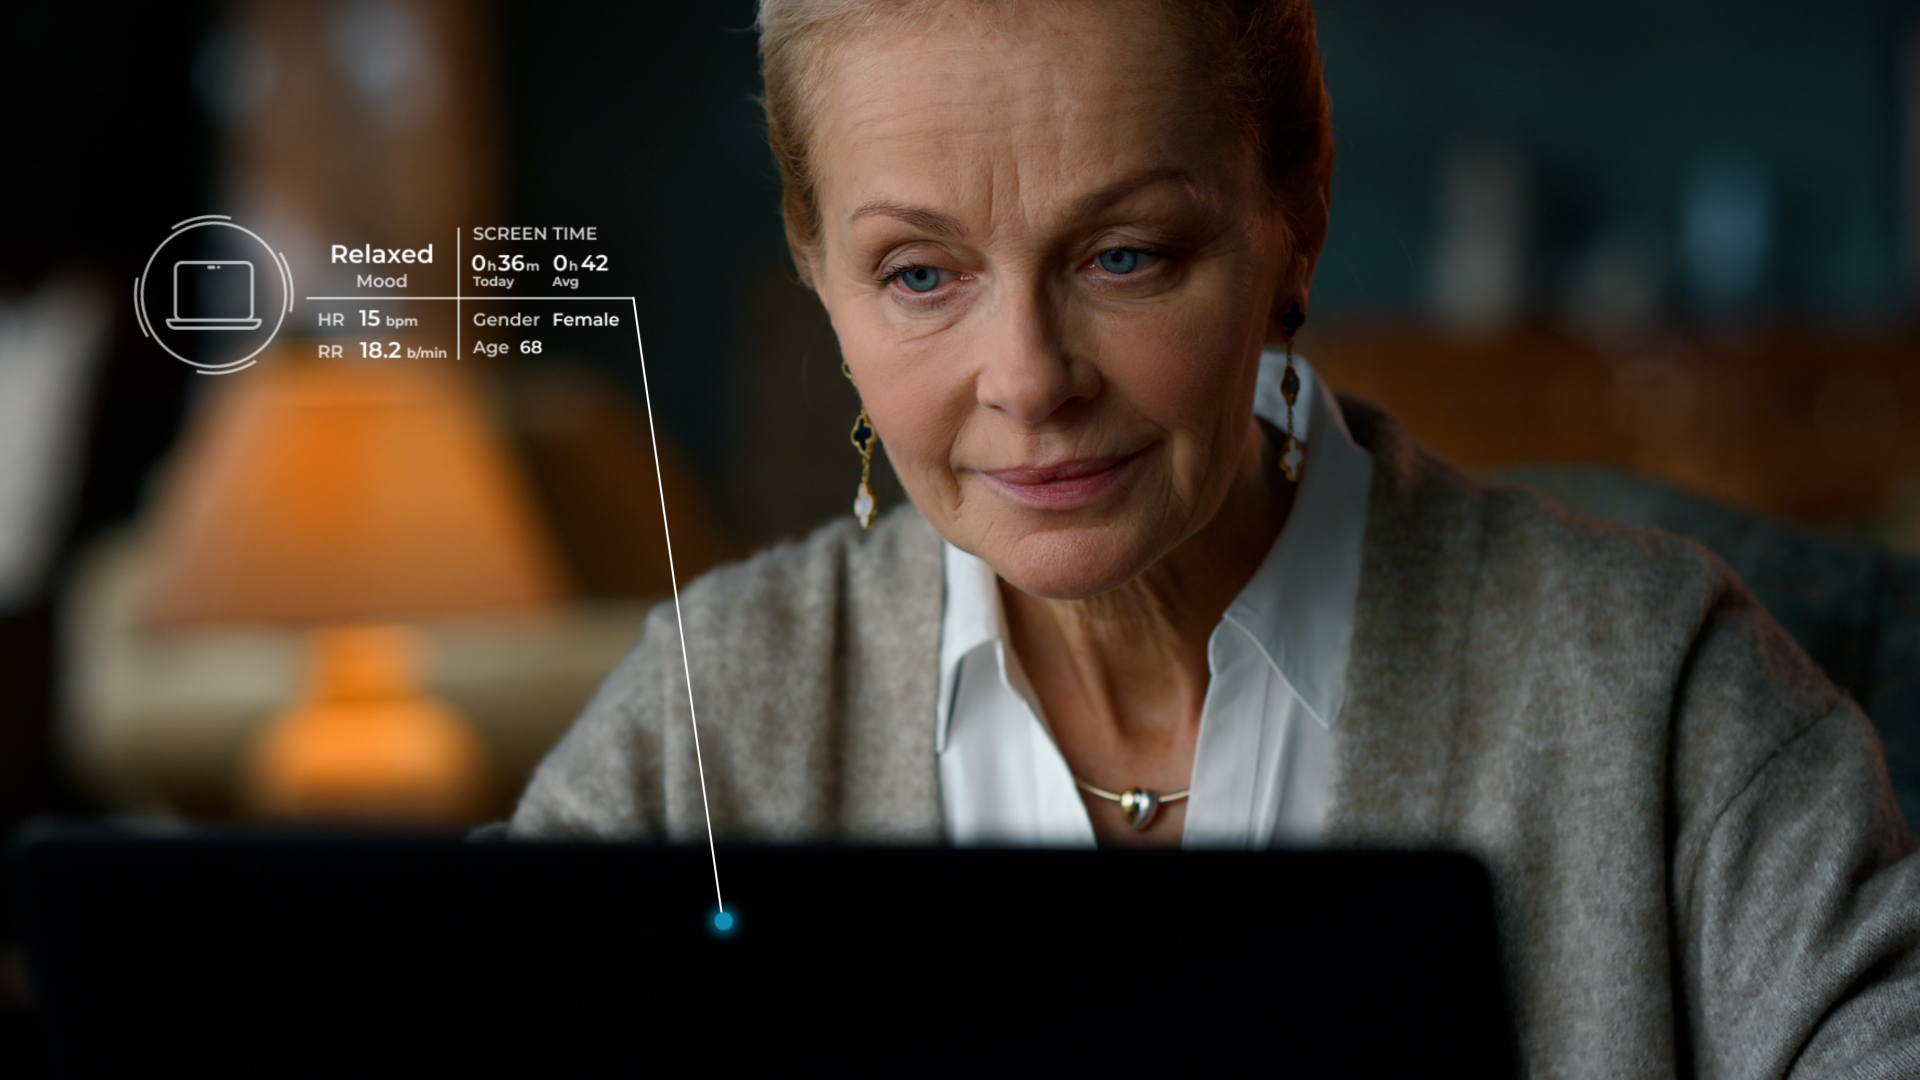 Relaxed
Mood
HR 15 bpm
RR 18.2 b/min
SCREEN TIME
0h36m 0h42
Today Avg
Gender Female
Age 68